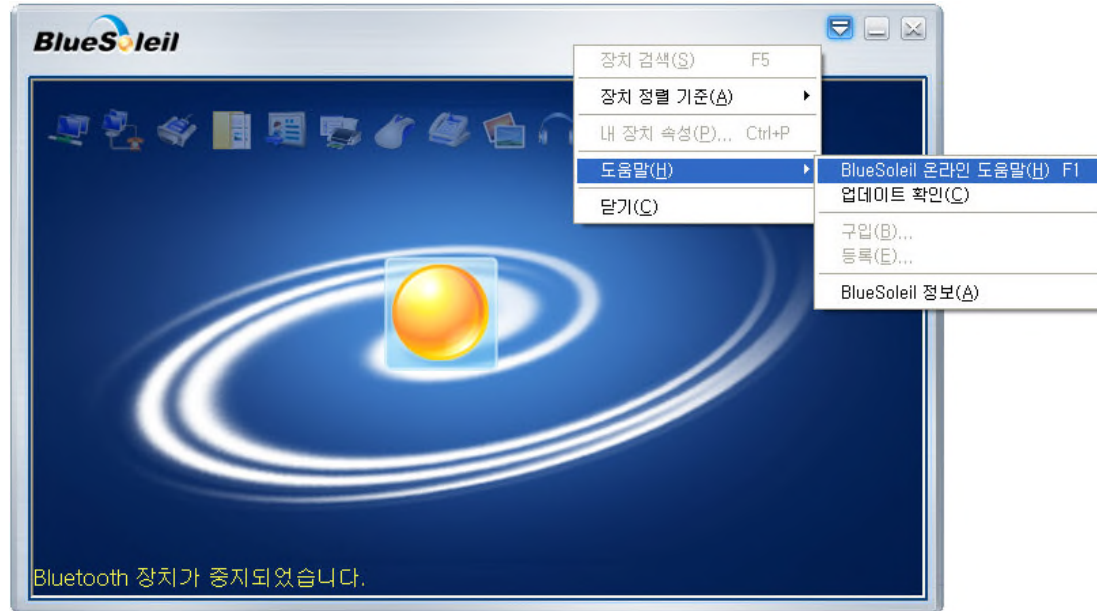 BlueSoleil
장치 검색(S) F5
장치 정렬 기준(A)
내 장치 속성(P)... Ctrl+P
도움말(H)
닫기(C)
BlueSoleil 온라인 도움말(H) F1
업데이트 확인(C)
구입(B)...
등록(E)...
BlueSoleil 정보(A)
Bluetooth 장치가 중지되었습니다.